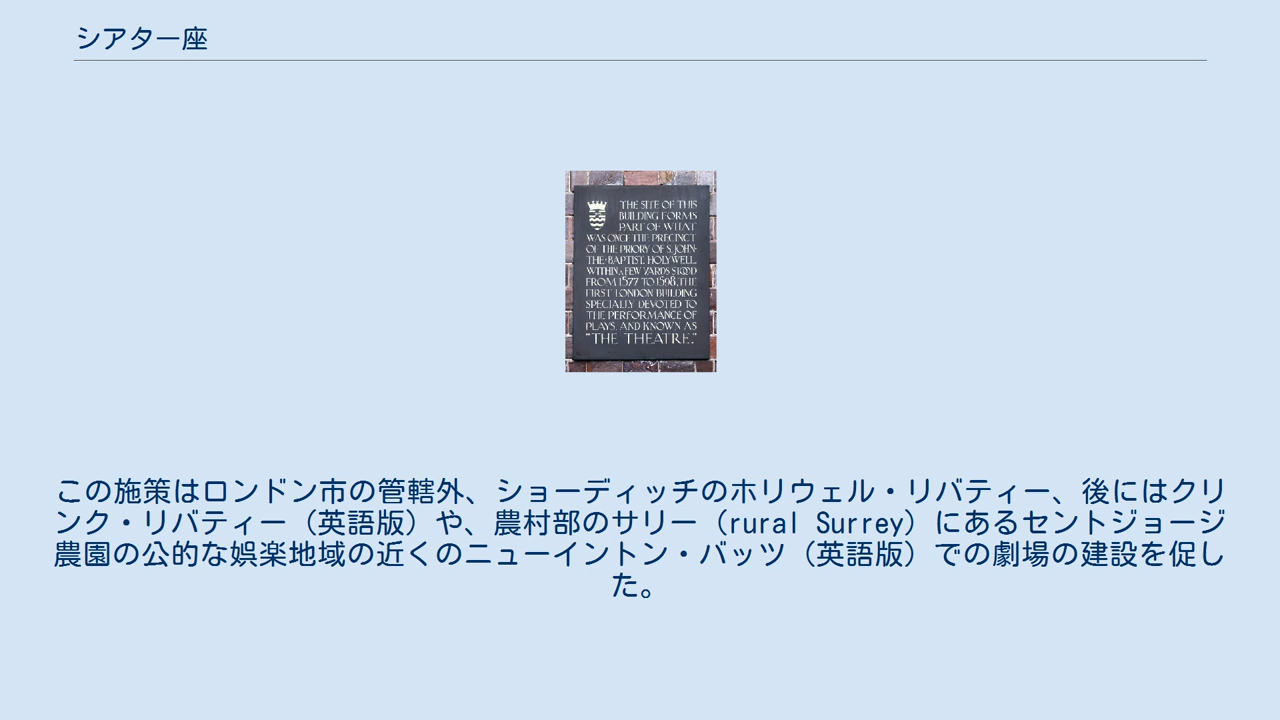 シアター座
THE SITE OF THIS
BUILDING FORMS
PART OF WHAT
WAS ONCE THE PRECINCT
OF THE PRIORY OF S. JOHN·
THE·BAPTIST, HOLYWELL.
WITHIN A FEW YARDS STOOD
FROM 1577 TO 1598, THE
FIRST LONDON BUILDING
SPECIALLY DEVOTED TO
THE PERFORMANCE OF
PLAYS, AND KNOWN AS
"THE THEATRE."
この施策はロンドン市の管轄外、ショーディッチのホリウェル・リバティー、後にはクリ
ンク・リバティー（英語版）や、農村部のサリー（rural Surrey）にあるセントジョージ
農園の公的な娯楽地域の近くのニューイントン・バッツ（英語版）での劇場の建設を促し
た。